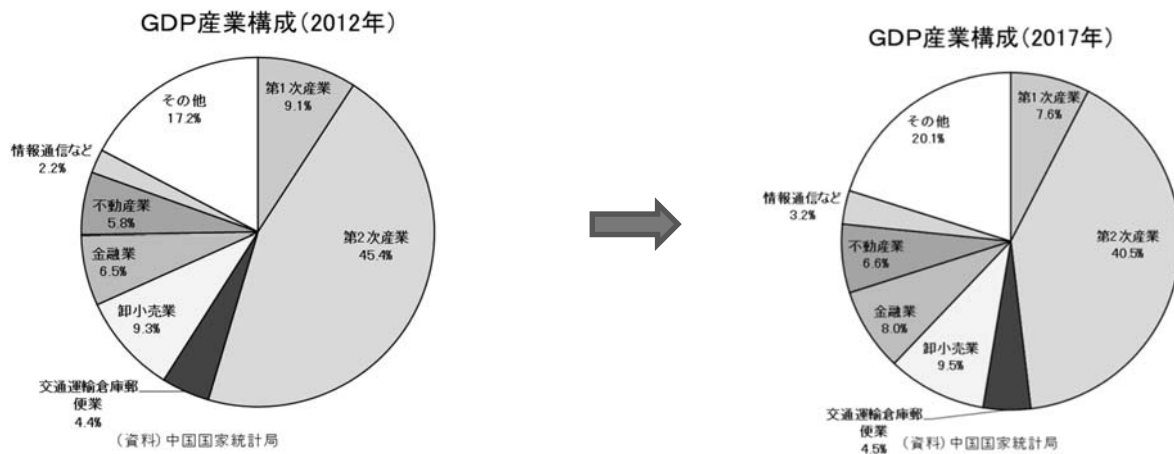 GDP産業構成（2012年）
第1次産業
9.1%
第2次産業
45.4%
交通運輸倉庫郵
便業
4.4%
卸小売業
9.3%
金融業
6.5%
不動産業
5.8%
情報通信など
2.2%
その他
17.2%
（資料）中国国家統計局
GDP産業構成（2017年）
第1次産業
7.6%
第2次産業
40.5%
交通運輸倉庫郵
便業
4.5%
卸小売業
9.5%
金融業
8.0%
不動産業
6.6%
情報通信など
3.2%
その他
20.1%
（資料）中国国家統計局